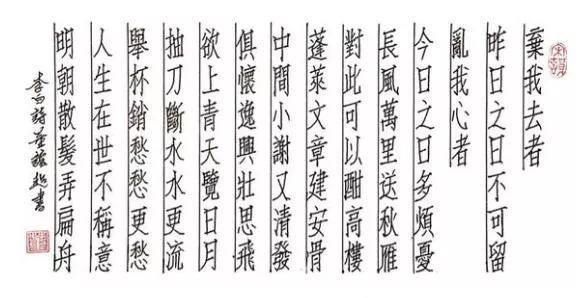 棄我去者
昨日之日不可留
亂我心者
今日之日多煩憂
長風萬里送秋雁
對此可以酣高樓
蓬萊文章建安骨
中間小謝又清發
俱懷逸興壯思飛
欲上青天覽日月
抽刀斷水水更流
舉杯銷愁愁更愁
人生在世不稱意
明朝散髮弄扁舟
李白詩 超書